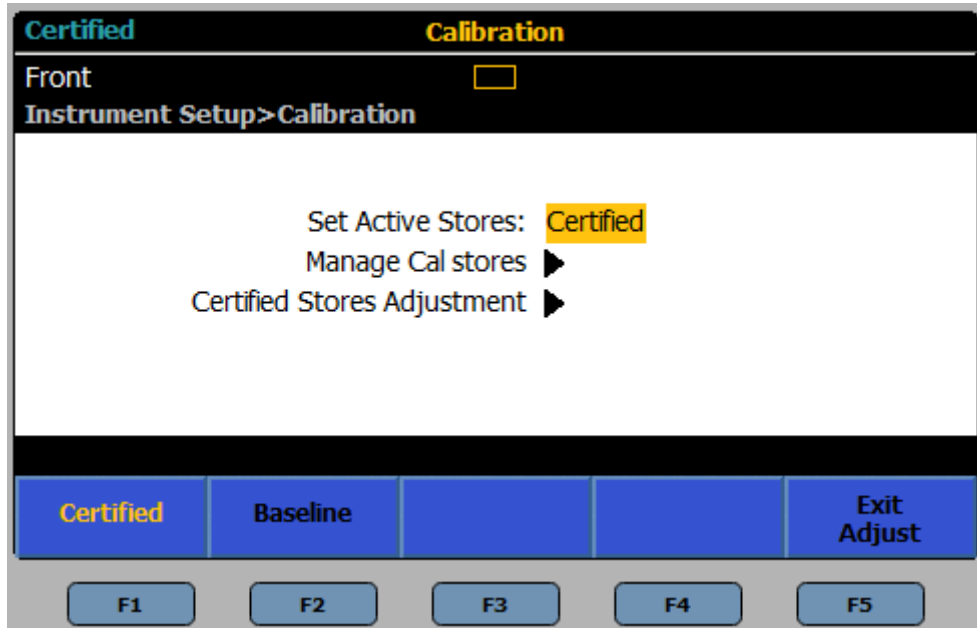 Certified Calibration
Front
Instrument Setup>Calibration
Set Active Stores: Certified
Manage Cal stores
Certified Stores Adjustment
Certified Baseline Exit
Adjust
F1 F2 F3 F4 F5